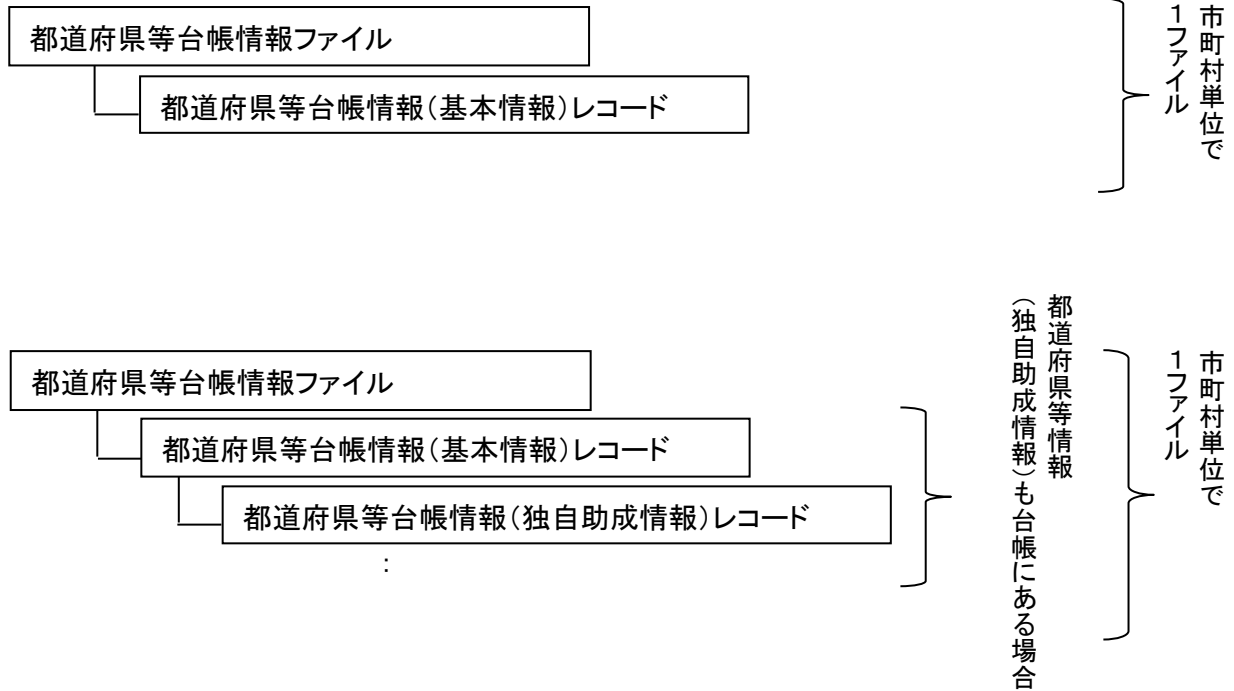 都道府県等台帳情報ファイル
都道府県等台帳情報(基本情報)レコード
市町村単位で
1ファイル
都道府県等台帳情報ファイル
都道府県等台帳情報(基本情報)レコード
都道府県等台帳情報(独自助成情報)レコード
:
都道府県等情報
(独自助成情報)も台帳にある場合
市町村単位で
1ファイル